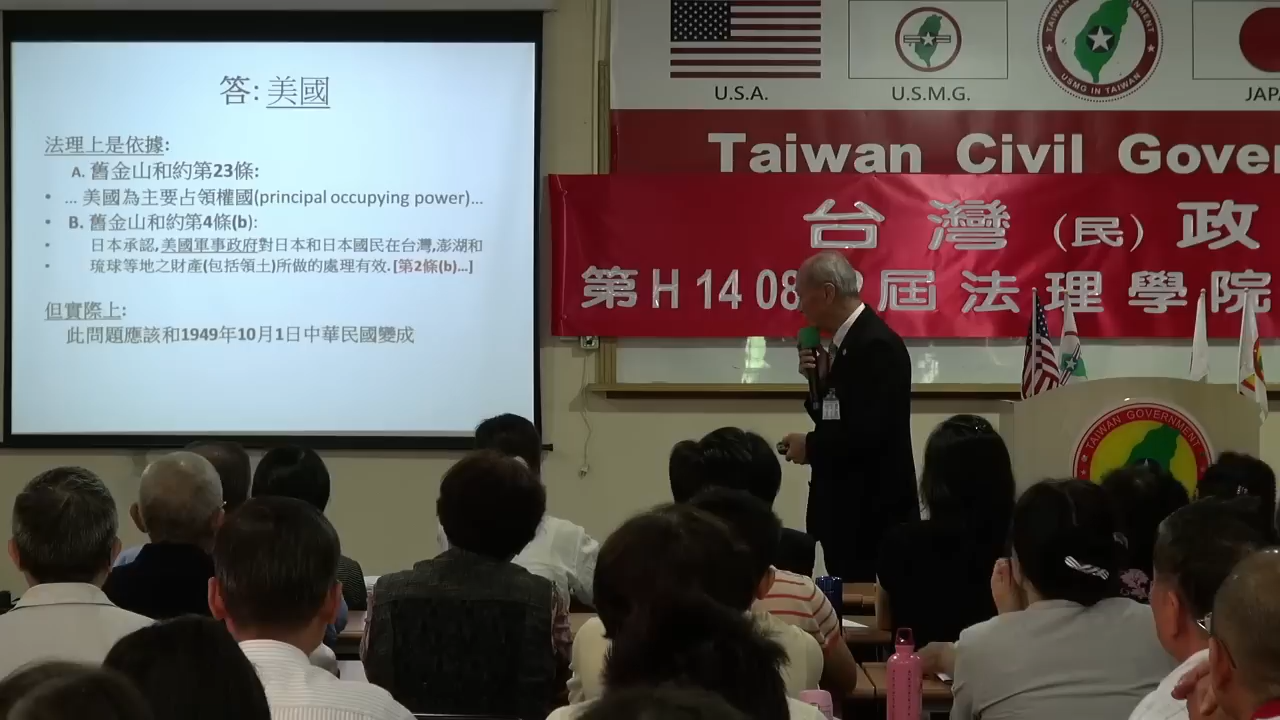 答: 美國
法理上是依據:
A. 舊金山和約第23條:
• ... 美國為主要占領權國(principal occupying power)...
• B. 舊金山和約第4條(b):
• 日本承認,美國軍事政府對日本和日本國民在台灣,澎湖和
• 琉球等地之財產(包括領土)所做的處理有效.[第2條(b)...]
但實際上:
此問題應該和1949年10月1日中華民國變成
U.S.A.
U.S.M.G.
JAPA
TAIWAN GOVERNMENT
USMG IN TAIWAN
Taiwan Civil Gover
台灣(民)政
第H 14 08 屆法理學院
TAIWAN GOVERNMENT